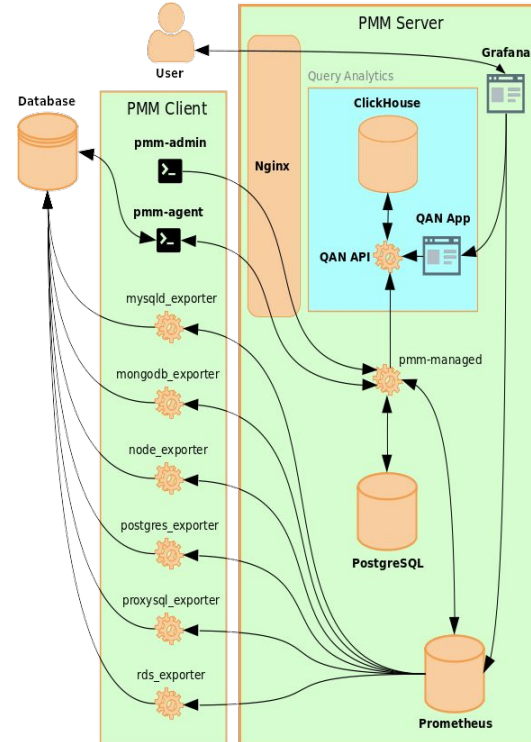 PMM Server
User
Grafana
Query Analytics
Database
PMM Client
ClickHouse
pmm-admin
Nginx
pmm-agent
QAN App
QAN API
mysqld_exporter
pmm-managed
mongodb_exporter
node_exporter
postgres_exporter
PostgreSQL
proxysql_exporter
rds_exporter
Prometheus